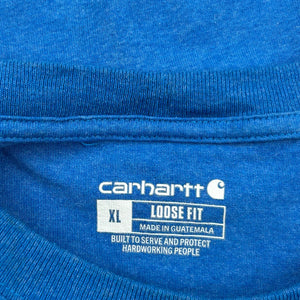 carhartt
XL LOOSE FIT
MADE IN GUATEMALA
BUILT TO SERVE AND PROTECT
HARDWORKING PEOPLE